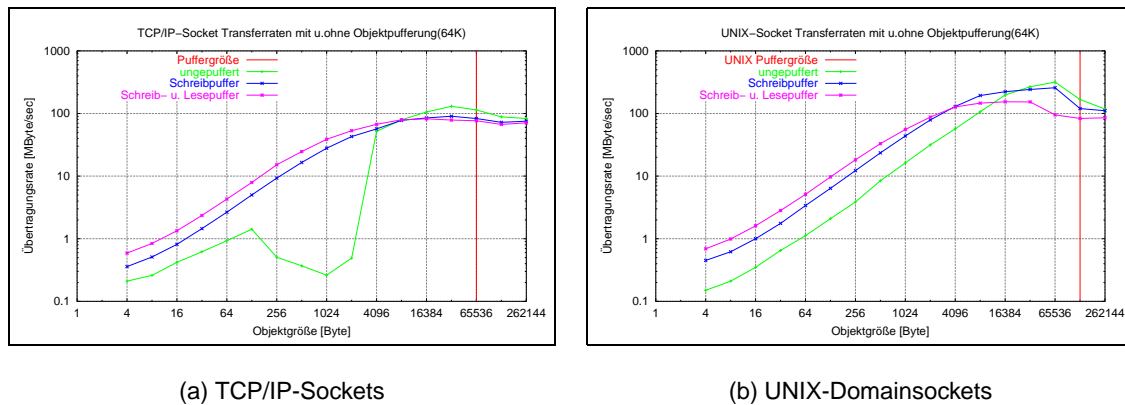 TCP/IP−Socket Transferraten mit u.ohne Objektpufferung(64K)
Übertragungsrate [MByte/sec]
1000
100
10
1
0.1
Puffergröße
ungepuffert
Schreibpuffer
Schreib− u. Lesepuffer
1 4 16 64 256 1024 4096 16384 65536 262144
Objektgröße [Byte]
(a) TCP/IP-Sockets
UNIX−Socket Transferraten mit u.ohne Objektpufferung(64K)
Übertragungsrate [MByte/sec]
1000
100
10
1
0.1
UNIX Puffergröße
ungepuffert
Schreibpuffer
Schreib− u. Lesepuffer
1 4 16 64 256 1024 4096 16384 65536 262144
Objektgröße [Byte]
(b) UNIX-Domainsockets